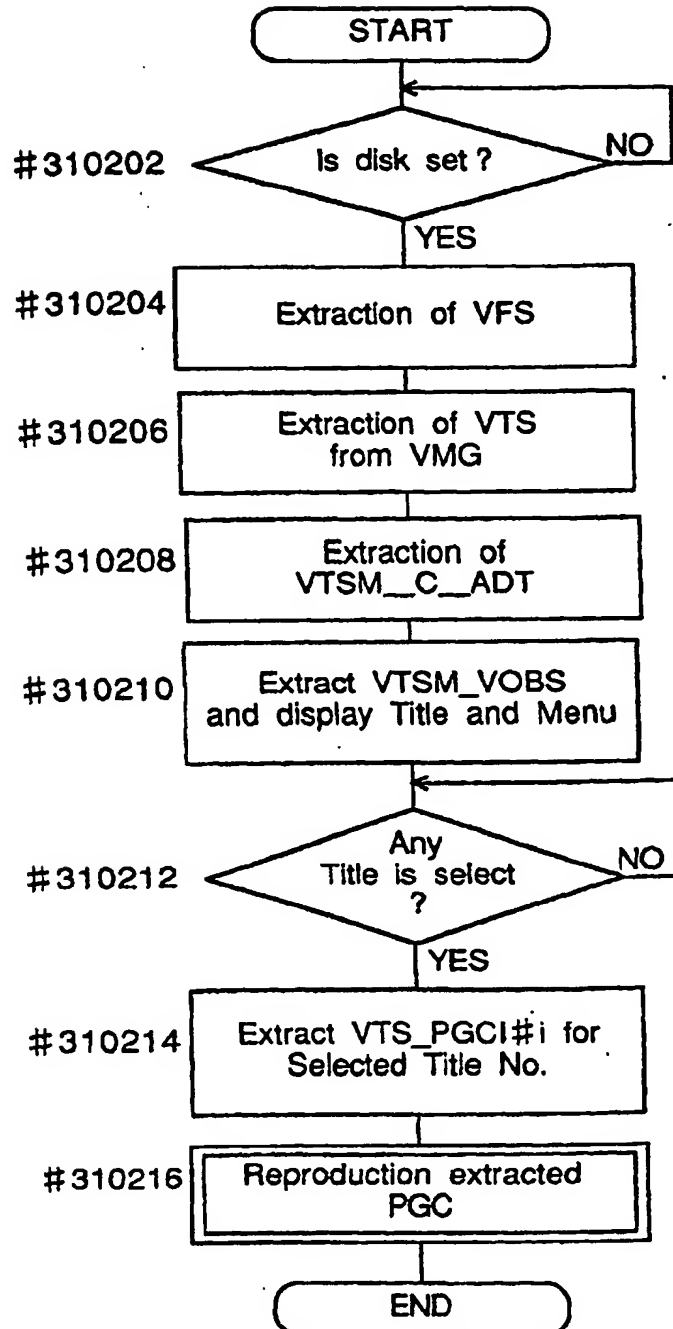 START
#310202
Is disk set ?
NO
YES
#310204
Extraction of VFS
#310206
Extraction of VTS
from VMG
#310208
Extraction of
VTSM__C__ADT
#310210
Extract VTSM_VOBS
and display Title and Menu
#310212
Any
Title is select
?
NO
YES
#310214
Extract VTS_PGCI#i for
Selected Title No.
#310216
Reproduction extracted
PGC
END